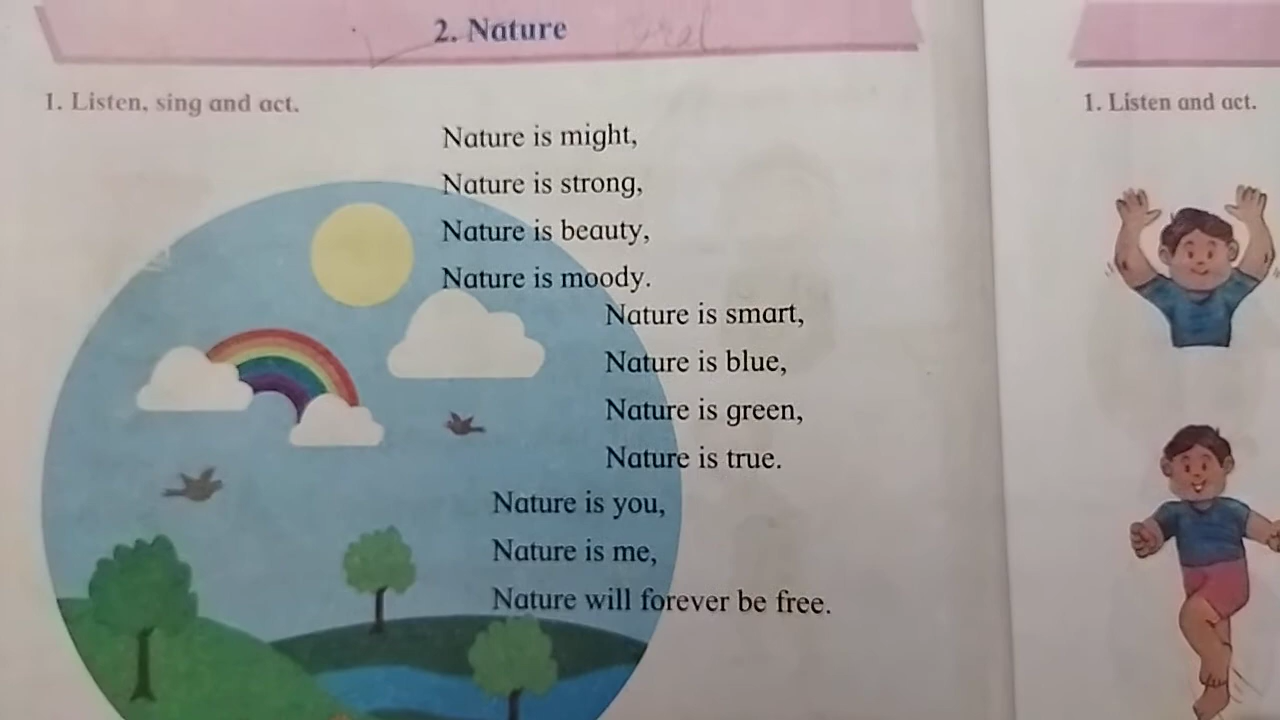 2. Nature
1. Listen, sing and act.
Nature is might,
Nature is strong,
Nature is beauty,
Nature is moody.
Nature is smart,
Nature is blue,
Nature is green,
Nature is true.
Nature is you,
Nature is me,
Nature will forever be free.
1. Listen and act.